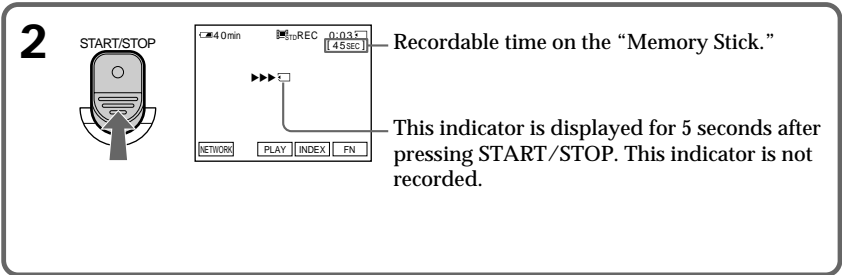 2
START/STOP
40min
STD REC 0:03
[45SEC]
Recordable time on the “Memory Stick.”
This indicator is displayed for 5 seconds after
pressing START/STOP. This indicator is not
recorded.
NETWORK PLAY INDEX FN